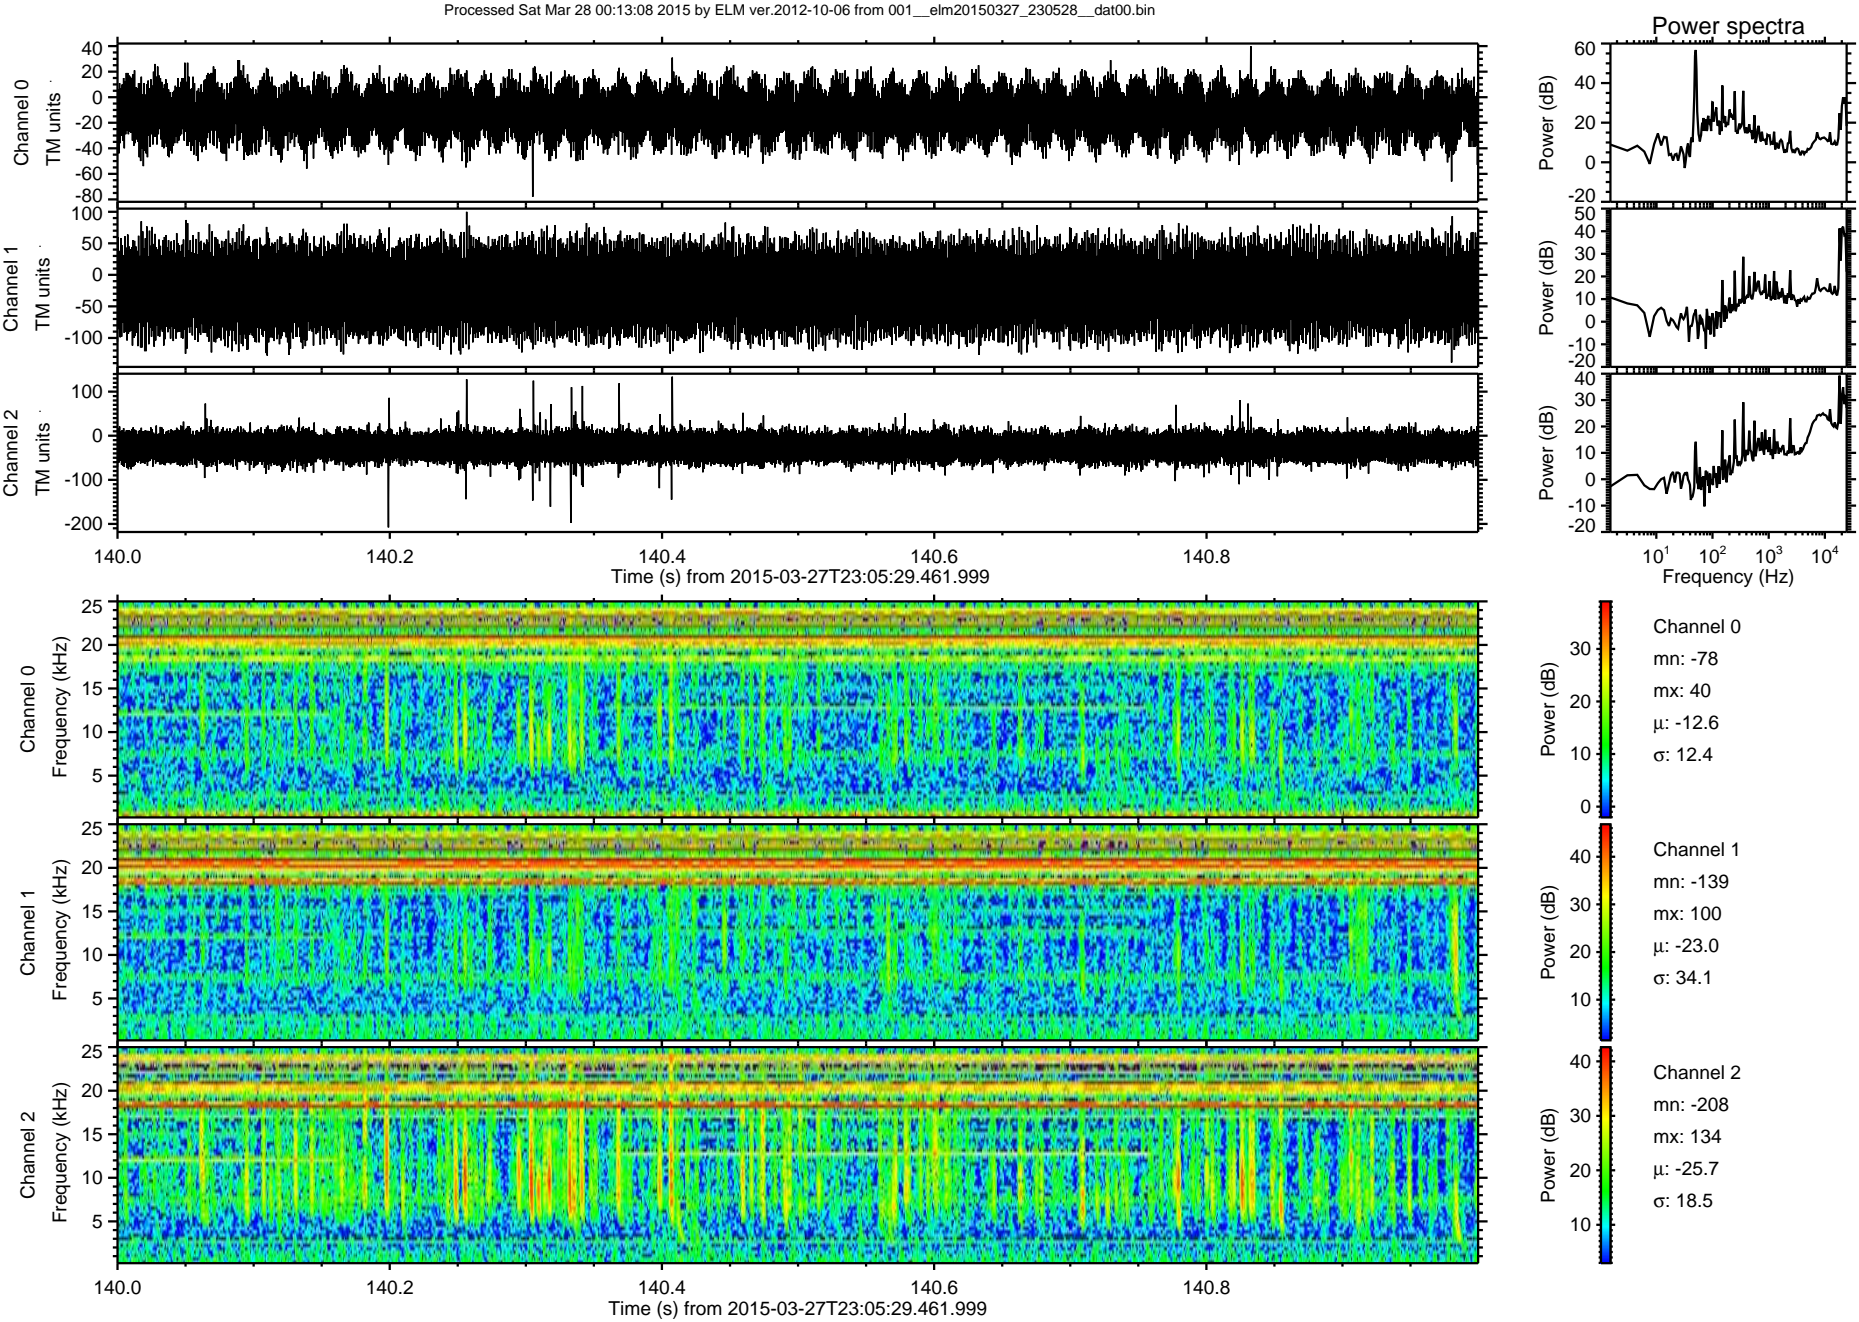 Processed Sat Mar 28 00:13:08 2015 by ELM ver.2012-10-06 from 001__elm20150327_230528__dat00.bin
Power spectra
Channel 0
TM units
40
20
0
-20
-40
-60
-80
Power (dB)
60
40
20
0
-20
Channel 1
TM units
100
50
0
-50
-100
Power (dB)
50
40
30
20
10
0
-10
-20
Channel 2
TM units
100
0
-100
-200
Power (dB)
40
30
20
10
0
-10
-20
140.0 140.2 140.4 140.6 140.8
Time (s) from 2015-03-27T23:05:29.461.999
10^1 10^2 10^3 10^4
Frequency (Hz)
Channel 0
Frequency (kHz)
25
20
15
10
5
Power (dB)
30
20
10
0
Channel 0
mn: -78
mx: 40
μ: -12.6
σ: 12.4
Channel 1
Frequency (kHz)
25
20
15
10
5
Power (dB)
40
30
20
10
Channel 1
mn: -139
mx: 100
μ: -23.0
σ: 34.1
Channel 2
Frequency (kHz)
25
20
15
10
5
Power (dB)
40
30
20
10
Channel 2
mn: -208
mx: 134
μ: -25.7
σ: 18.5
140.0 140.2 140.4 140.6 140.8
Time (s) from 2015-03-27T23:05:29.461.999